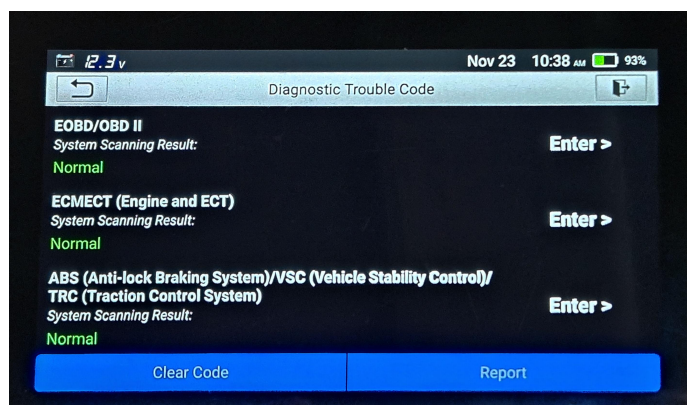 12.3 v
Nov 23 10:38 AM 93%
Diagnostic Trouble Code
EOBD/OBD II
System Scanning Result:
Enter >
Normal
ECMECT (Engine and ECT)
System Scanning Result:
Enter >
Normal
ABS (Anti-lock Braking System)/VSC (Vehicle Stability Control)/
TRC (Traction Control System)
Enter >
System Scanning Result:
Normal
Clear Code
Report